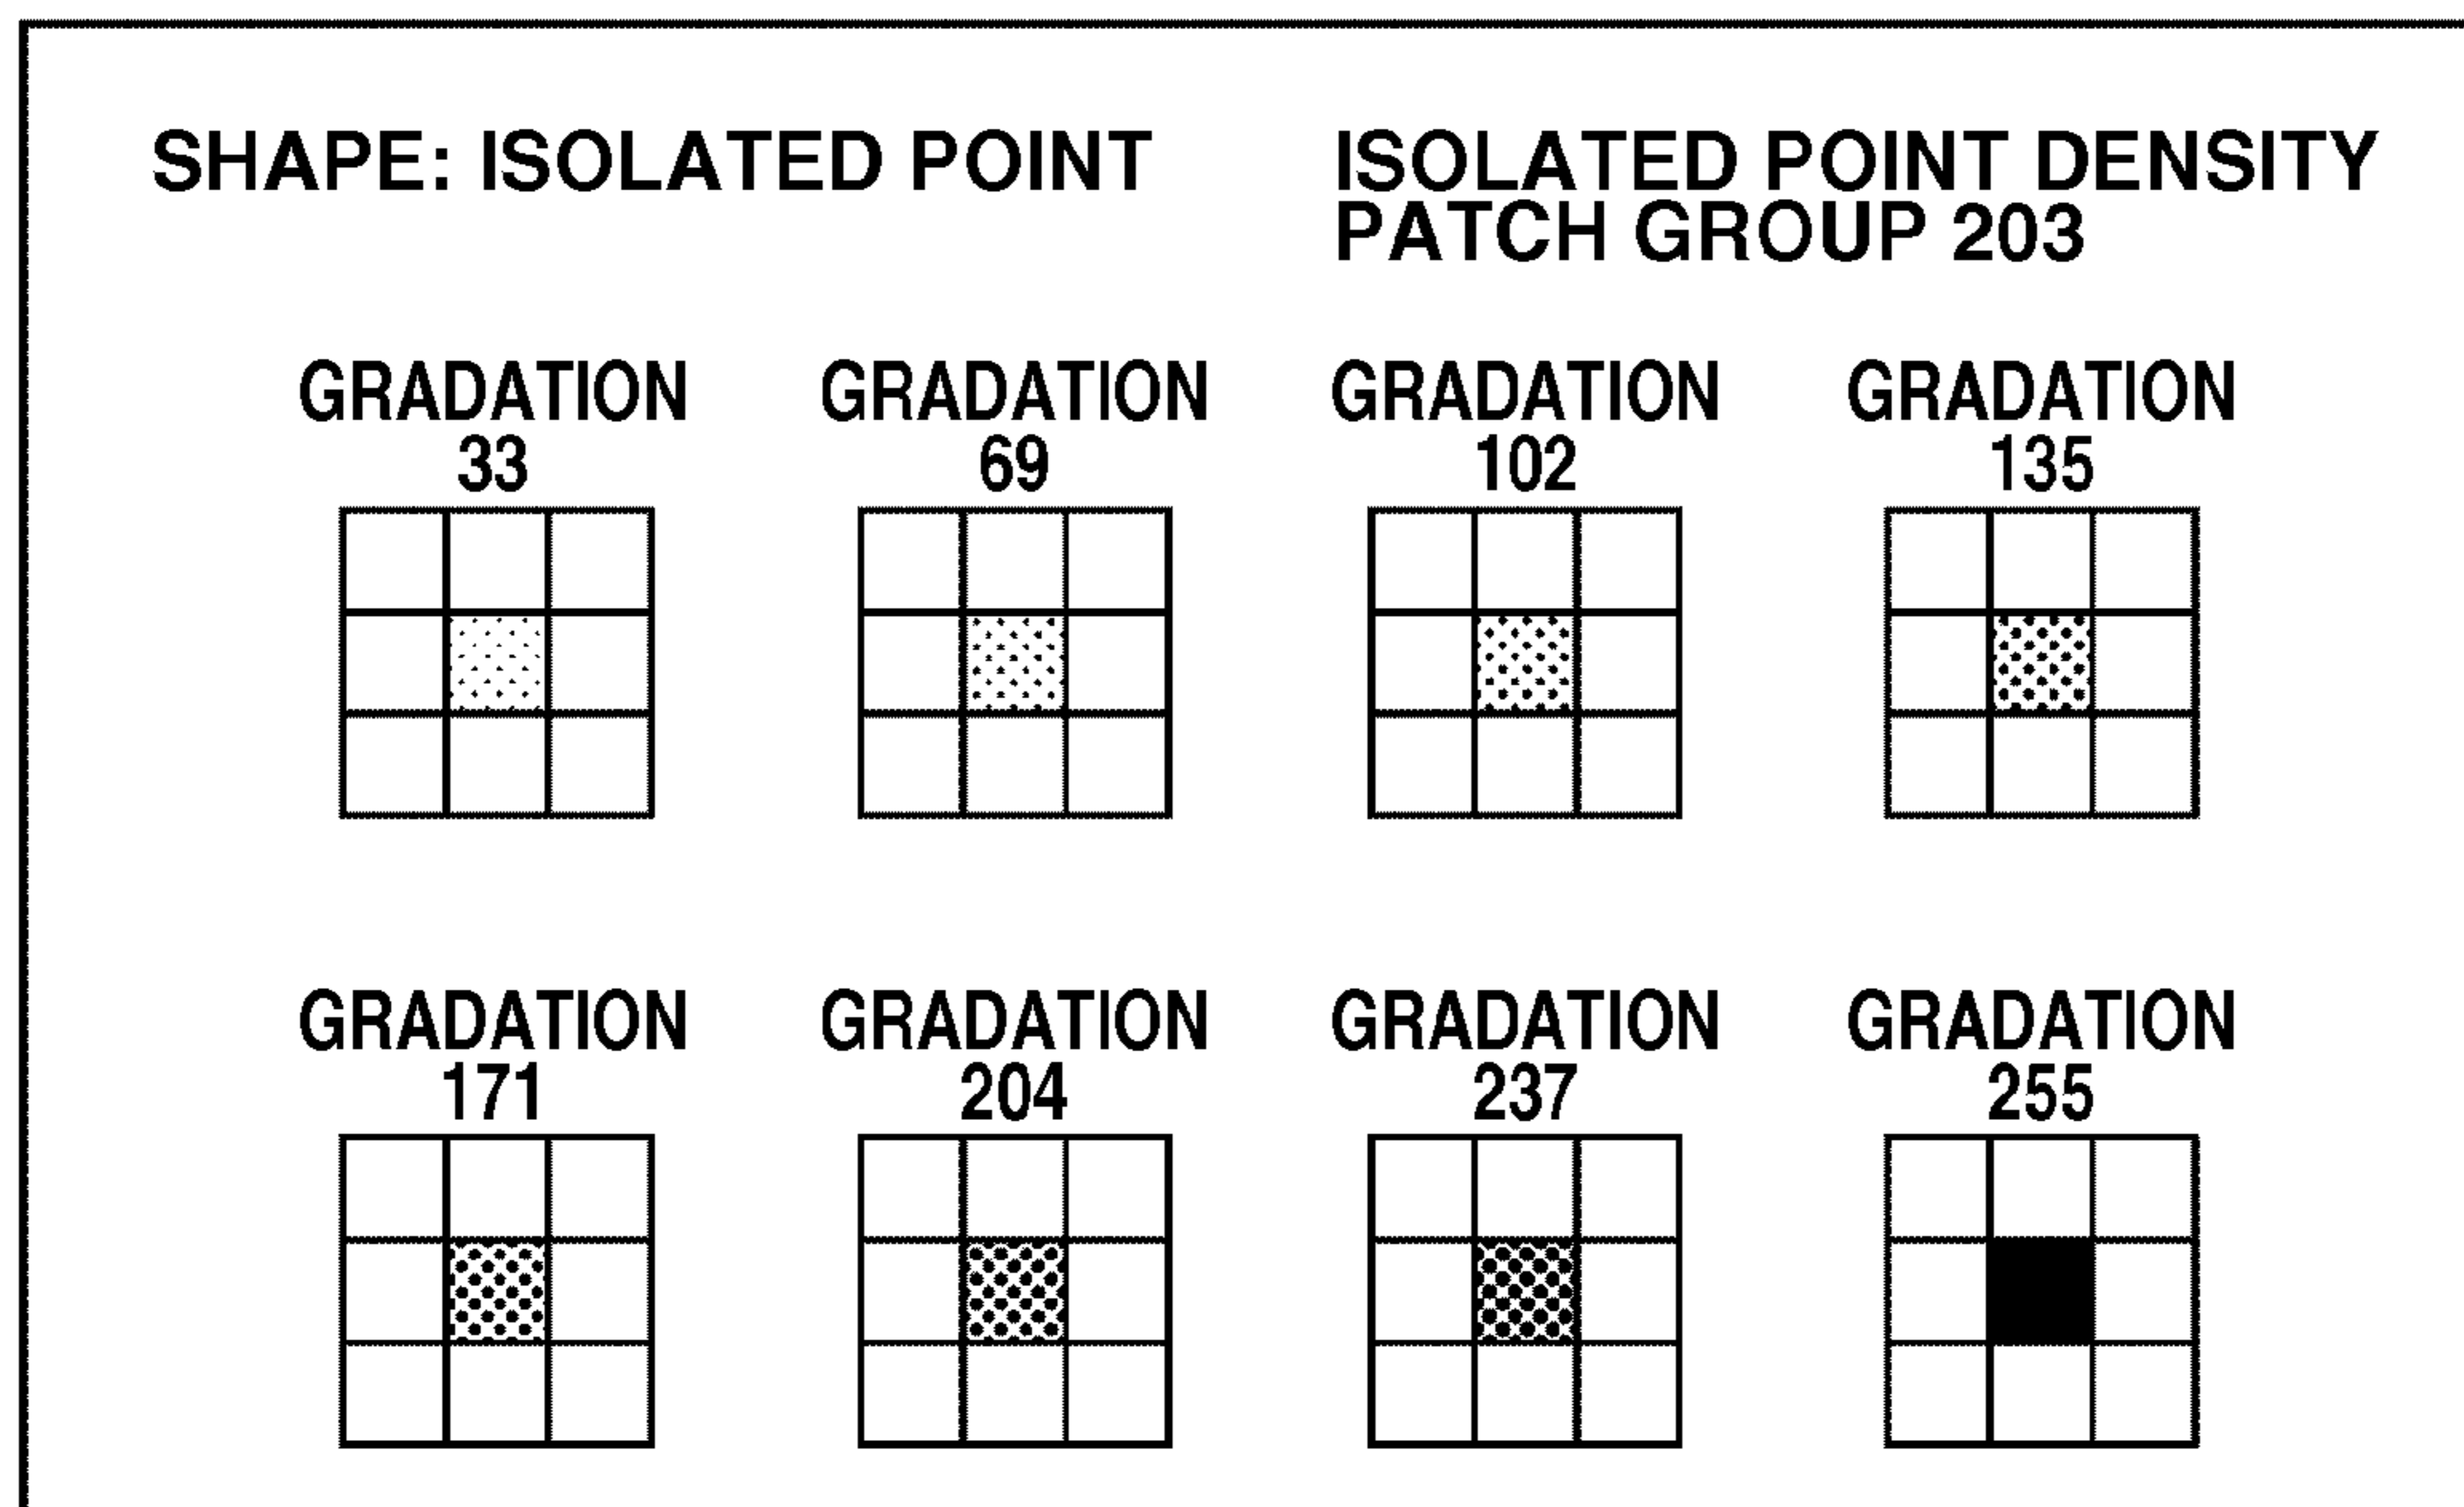 SHAPE: ISOLATED POINT
ISOLATED POINT DENSITY
PATCH GROUP 203
GRADATION
33
GRADATION
69
GRADATION
102
GRADATION
135
GRADATION
171
GRADATION
204
GRADATION
237
GRADATION
255